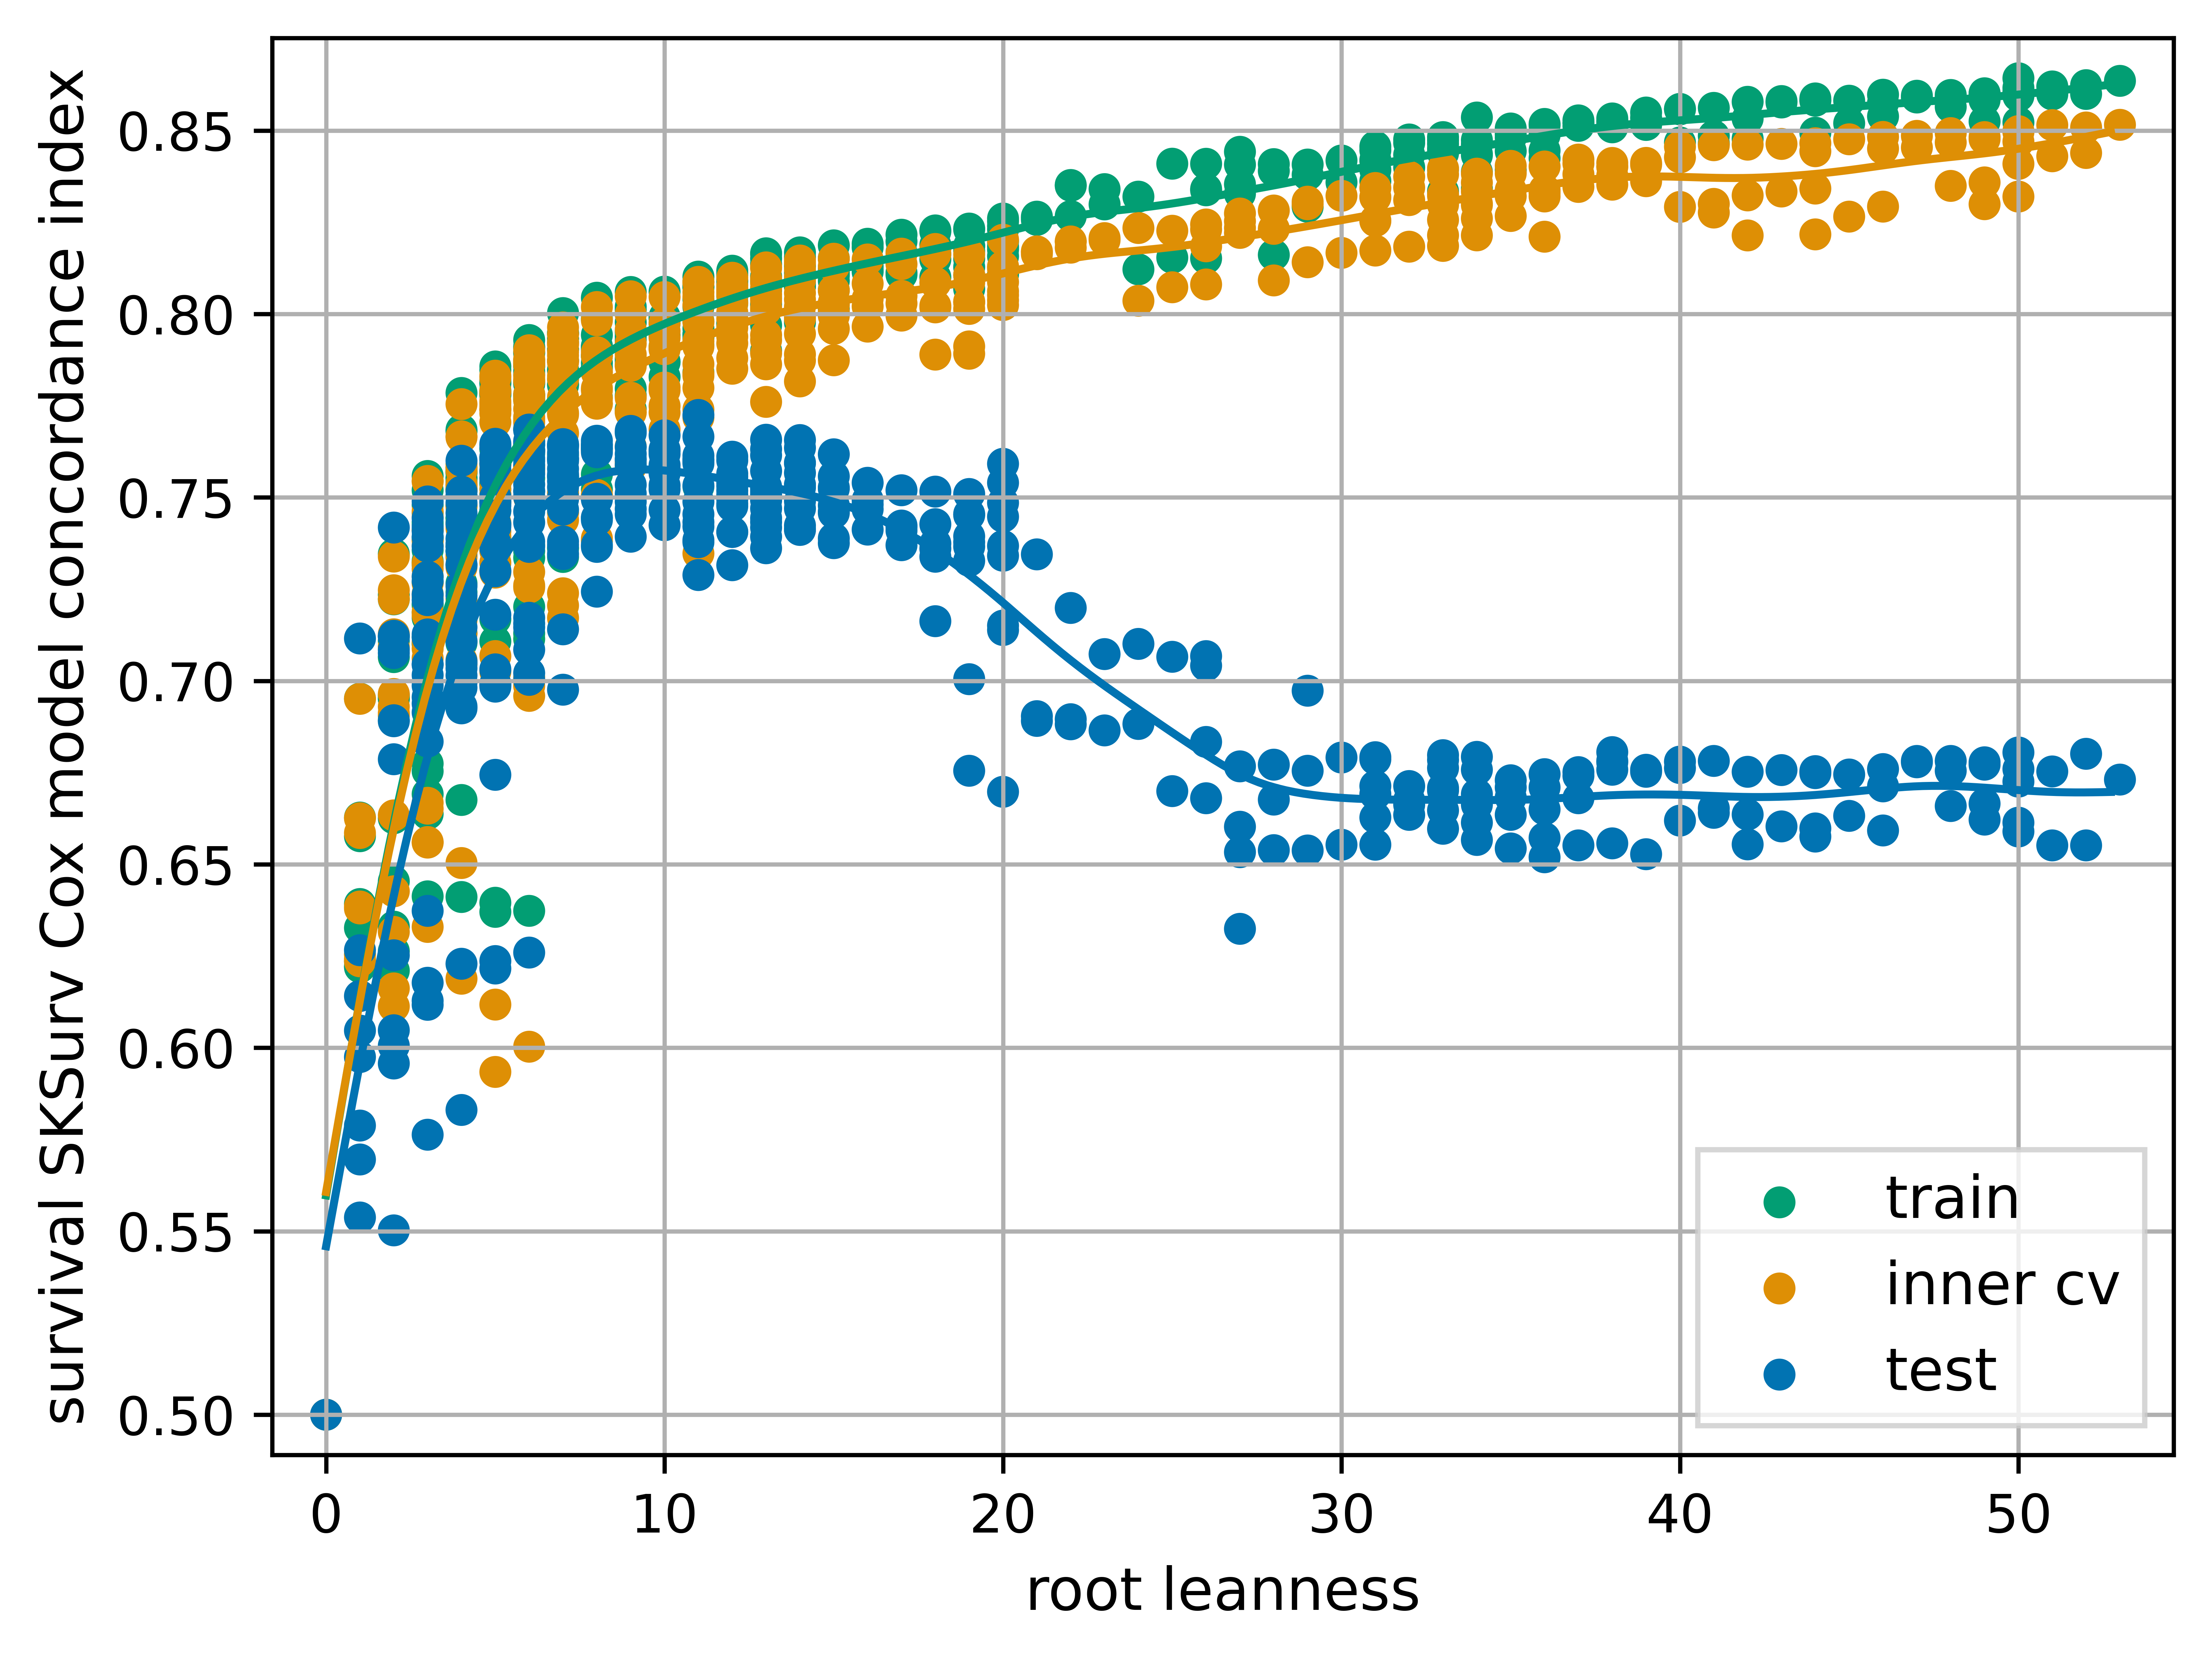 survival SKSurv Cox model concordance index
0.85
0.80
0.75
0.70
0.65
0.60
0.55
0.50
0 10 20 30 40 50
root leanness
train
inner cv
test